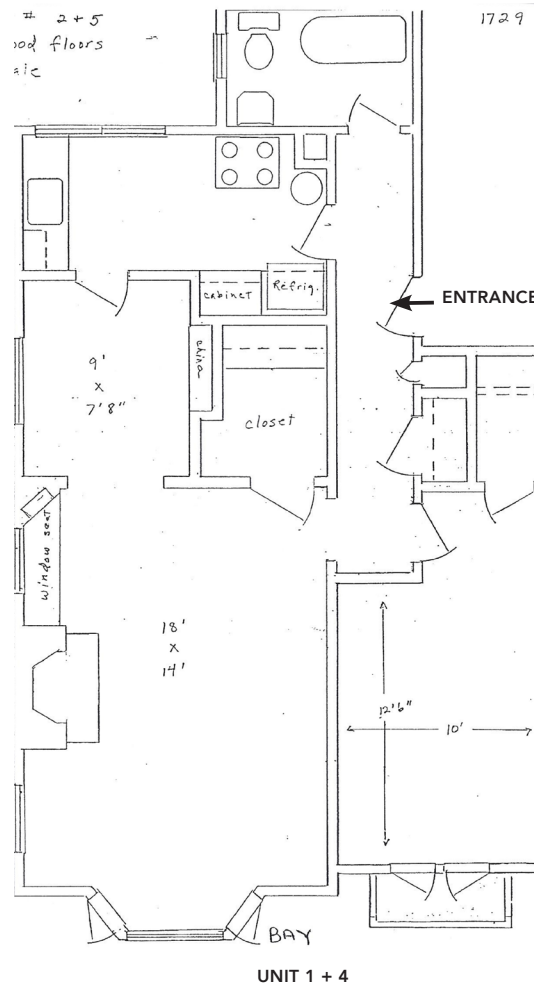 # 2 + 5
1729
floors
ENTRANCE
cabinet
Refrig.
china
9'
x
7'8"
closet
window seat
18'
x
14'
12'6"
10'
BAY
UNIT 1 + 4